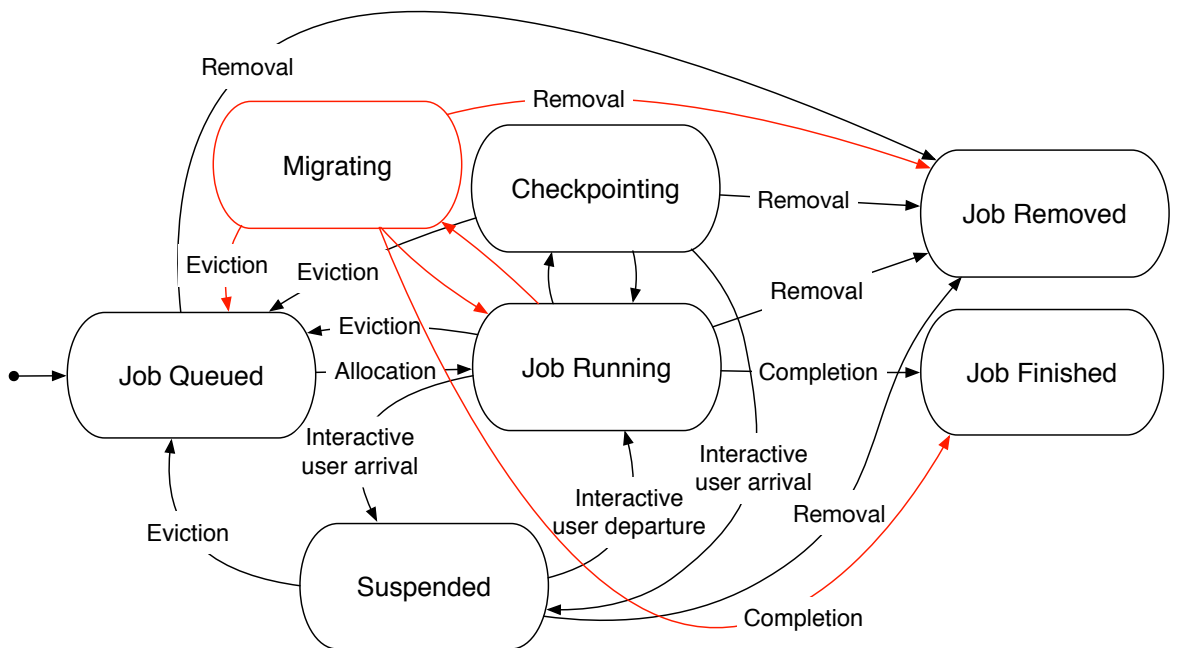 Removal
Removal
Migrating
Checkpointing
Removal
Job Removed
Eviction
Eviction
Removal
Eviction
Job Queued
Allocation
Job Running
Completion
Job Finished
Interactive
user arrival
Interactive
user arrival
Interactive
user departure
Removal
Eviction
Suspended
Completion